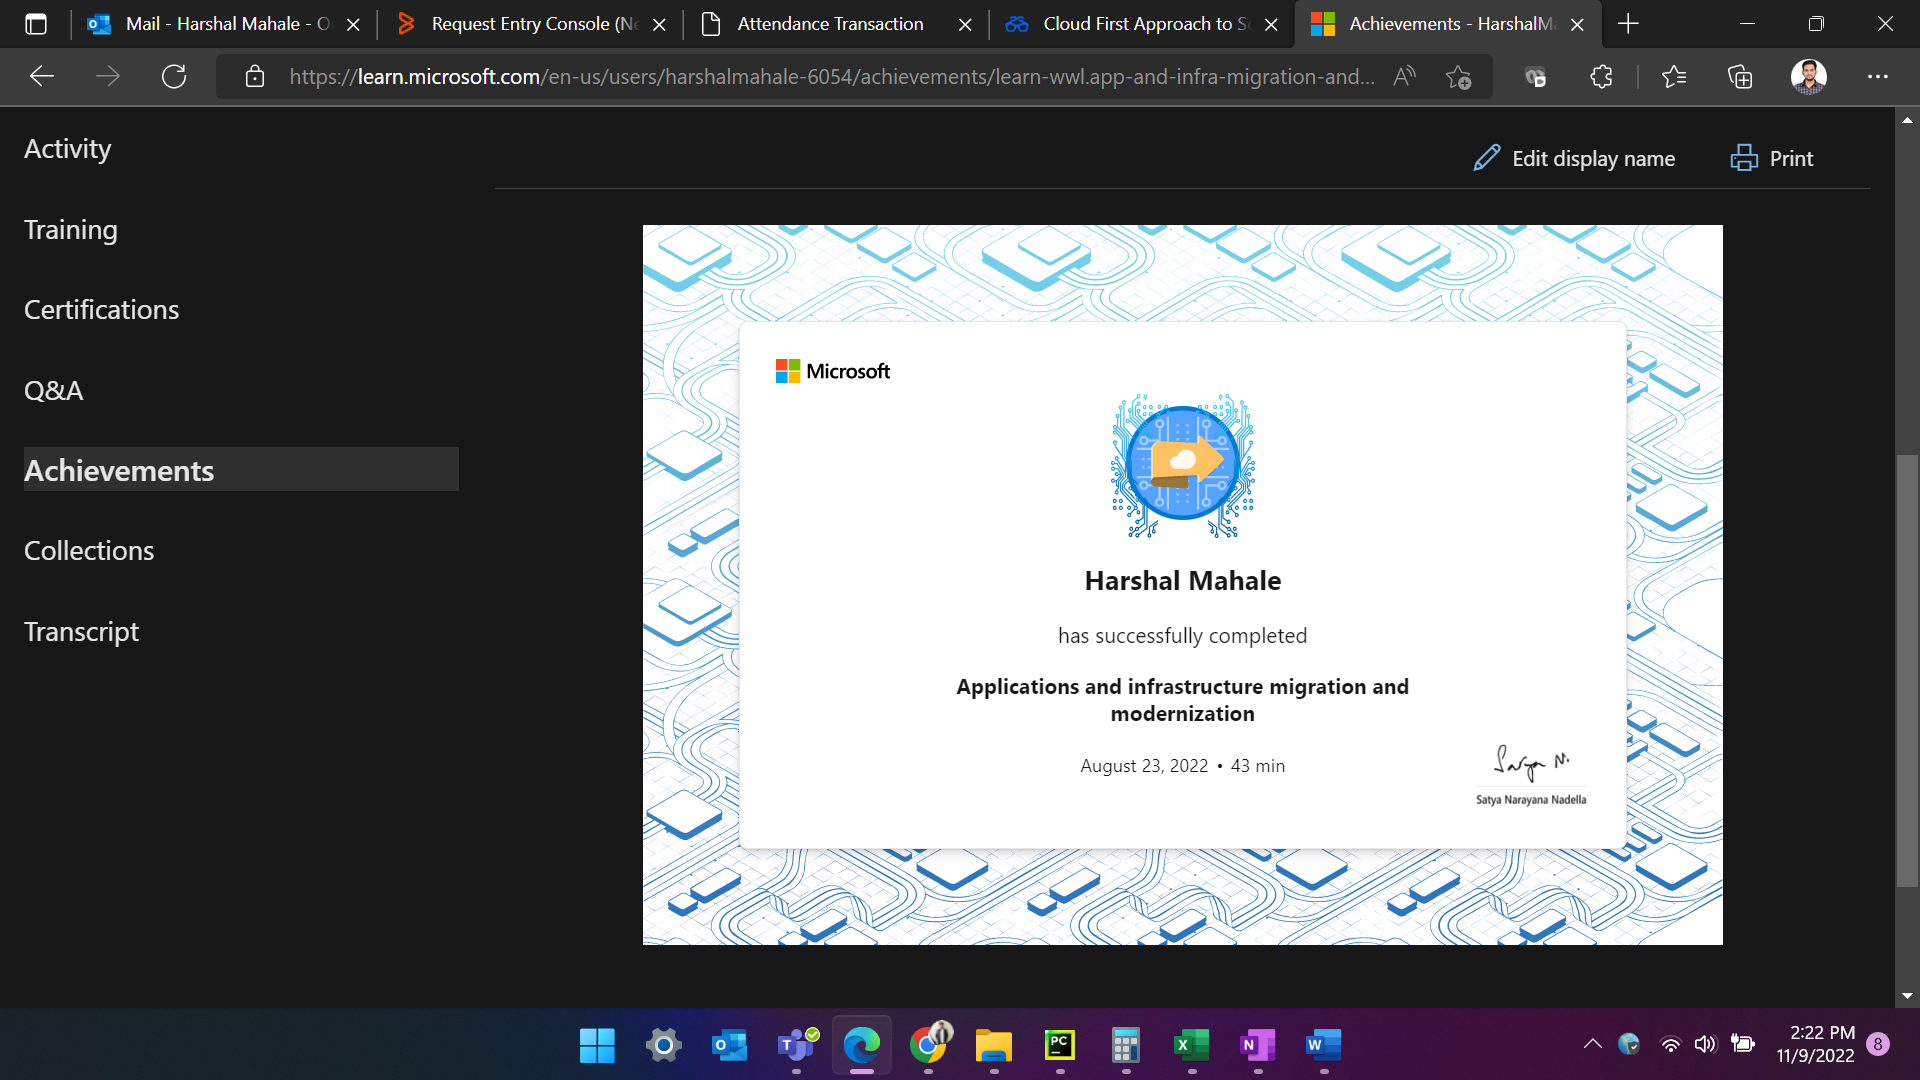 Mail - Harshal Mahale - O
Request Entry Console (Ne
Attendance Transaction
Cloud First Approach to S
Achievements - HarshalMa
https://learn.microsoft.com/en-us/users/harshalmahale-6054/achievements/learn-wwl.app-and-infra-migration-and...
Activity
Training
Certifications
Q&A
Achievements
Collections
Transcript
Edit display name
Print
Microsoft
Harshal Mahale
has successfully completed
Applications and infrastructure migration and
modernization
August 23, 2022 • 43 min
Satya N.
Satya Narayana Nadella
2:22 PM
11/9/2022
8